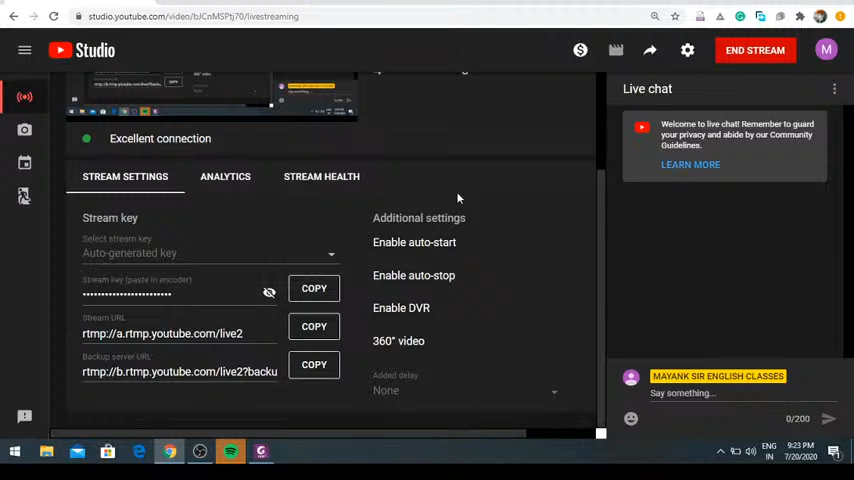 studio.youtube.com/video/bJCnMSPtj70/livestreaming
Studio
END STREAM
M
Live chat
COPY
Excellent connection
Welcome to live chat! Remember to guard
your privacy and abide by our Community
Guidelines.
LEARN MORE
STREAM SETTINGS
ANALYTICS
STREAM HEALTH
Stream key
Select stream key
Auto-generated key
Stream key (paste in encoder)
••••••••••••••••••••••••
COPY
Stream URL
rtmp://a.rtmp.youtube.com/live2
COPY
Backup server URL
rtmp://b.rtmp.youtube.com/live2?backu
COPY
Additional settings
Enable auto-start
Enable auto-stop
Enable DVR
360° video
Added delay
None
MAYANK SIR ENGLISH CLASSES
Say something...
0/200
ENG
IN
9:23 PM
7/20/2020